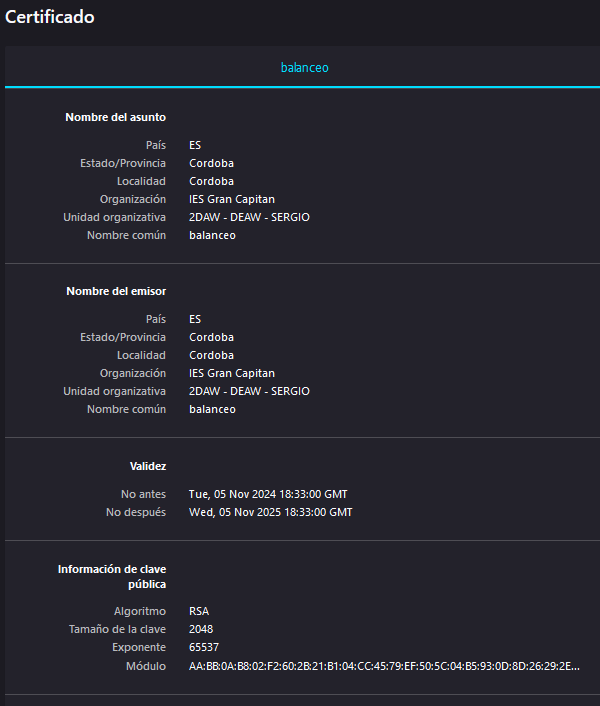 Certificado
balanceo
Nombre del asunto
País ES
Estado/Provincia Cordoba
Localidad Cordoba
Organización IES Gran Capitan
Unidad organizativa 2DAW - DEAW - SERGIO
Nombre común balanceo
Nombre del emisor
País ES
Estado/Provincia Cordoba
Localidad Cordoba
Organización IES Gran Capitan
Unidad organizativa 2DAW - DEAW - SERGIO
Nombre común balanceo
Validez
No antes Tue, 05 Nov 2024 18:33:00 GMT
No después Wed, 05 Nov 2025 18:33:00 GMT
Información de clave
pública
Algoritmo RSA
Tamaño de la clave 2048
Exponente 65537
Módulo AA:BB:0A:B8:02:F2:60:2B:21:B1:04:CC:45:79:EF:50:5C:04:B5:93:0D:8D:26:29:2E...